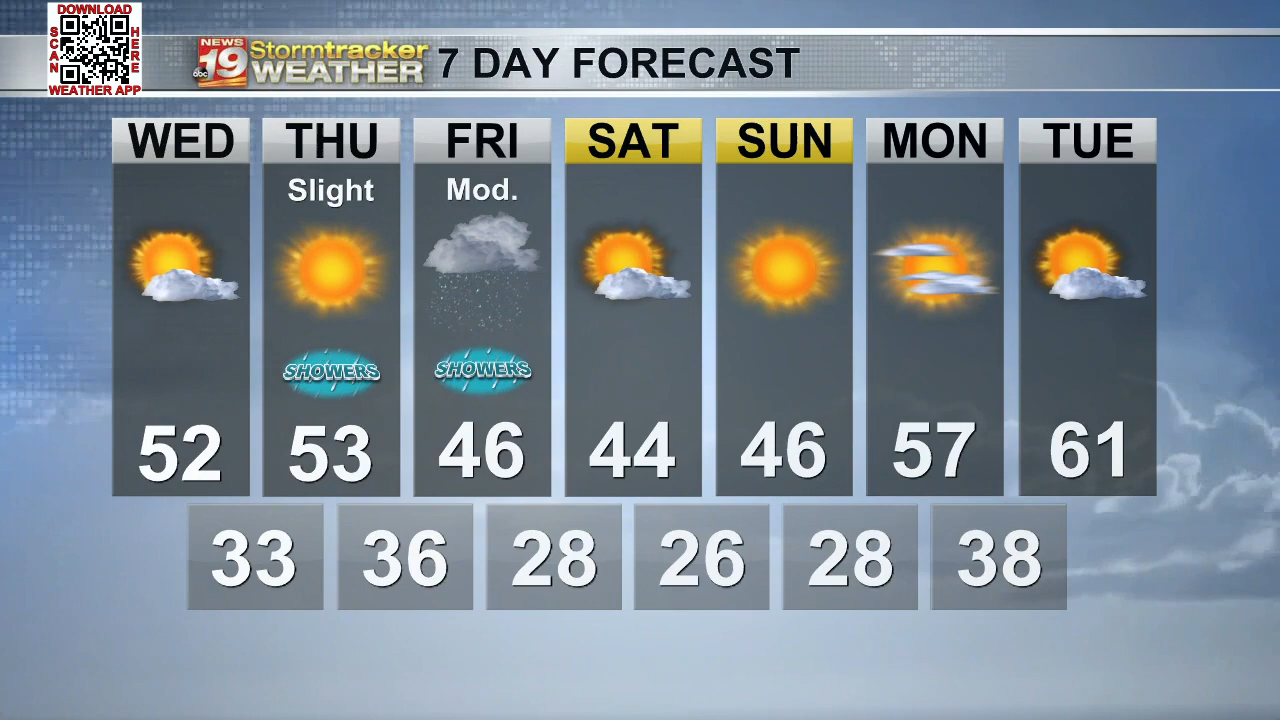 DOWNLOAD
SCAN
HERE
WEATHER APP
NEWS
abc 19
Stormtracker
WEATHER
7 DAY FORECAST
WED THU FRI SAT SUN MON TUE
Slight Mod.
SHOWERS SHOWERS
52 53 46 44 46 57 61
33 36 28 26 28 38